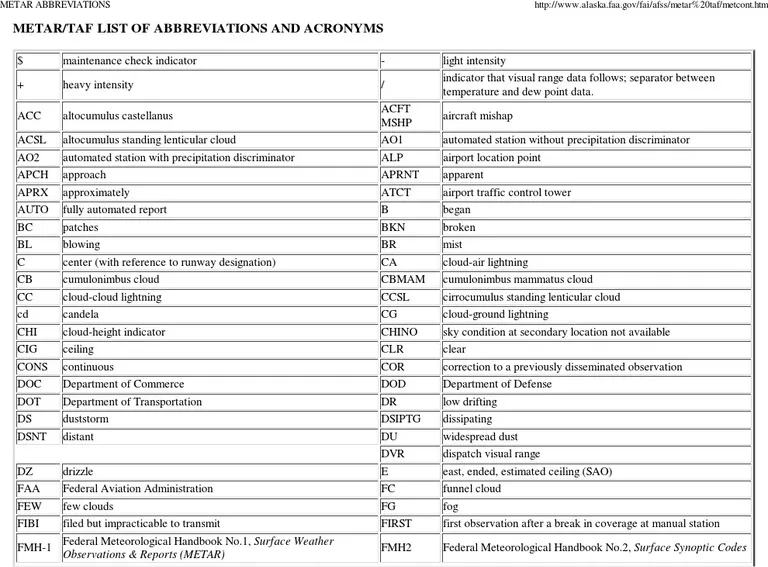 METAR ABBREVIATIONS http://www.alaska.faa.gov/fai/afss/metar%20taf/metcont.htm
METAR/TAF LIST OF ABBREVIATIONS AND ACRONYMS
$ maintenance check indicator - light intensity
+ heavy intensity / indicator that visual range data follows; separator between
temperature and dew point data.
ACC altocumulus castellanus ACFT
MSHP aircraft mishap
ACSL altocumulus standing lenticular cloud AO1 automated station without precipitation discriminator
AO2 automated station with precipitation discriminator ALP airport location point
APCH approach APRNT apparent
APRX approximately ATCT airport traffic control tower
AUTO fully automated report B began
BC patches BKN broken
BL blowing BR mist
C center (with reference to runway designation) CA cloud-air lightning
CB cumulonimbus cloud CBMAM cumulonimbus mammatus cloud
CC cloud-cloud lightning CCSL cirrocumulus standing lenticular cloud
cd candela CG cloud-ground lightning
CHI cloud-height indicator CHINO sky condition at secondary location not available
CIG ceiling CLR clear
CONS continuous COR correction to a previously disseminated observation
DOC Department of Commerce DOD Department of Defense
DOT Department of Transportation DR low drifting
DS duststorm DSIPTG dissipating
DSNT distant DU widespread dust
DVR dispatch visual range
DZ drizzle E east, ended, estimated ceiling (SAO)
FAA Federal Aviation Administration FC funnel cloud
FEW few clouds FG fog
FIBI filed but impracticable to transmit FIRST first observation after a break in coverage at manual station
FMH-1 Federal Meteorological Handbook No.1, Surface Weather
Observations & Reports (METAR) FMH2 Federal Meteorological Handbook No.2, Surface Synoptic Codes